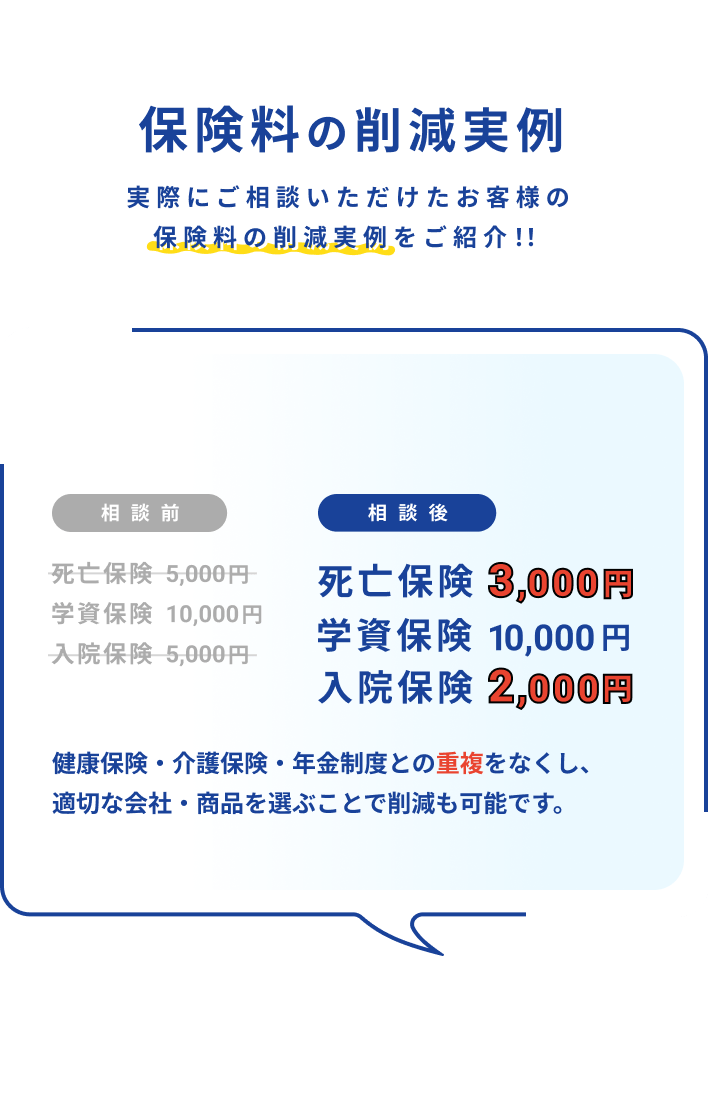 保険料の削減実例
実際にご相談いただけたお客様の
保険料の削減実例をご紹介!!
相談前
死亡保険 5,000円
学資保険 10,000円
入院保険 5,000円
相談後
死亡保険 3,000円
学資保険 10,000円
入院保険 2,000円
健康保険・介護保険・年金制度との重複をなくし、
適切な会社・商品を選ぶことで削減も可能です。